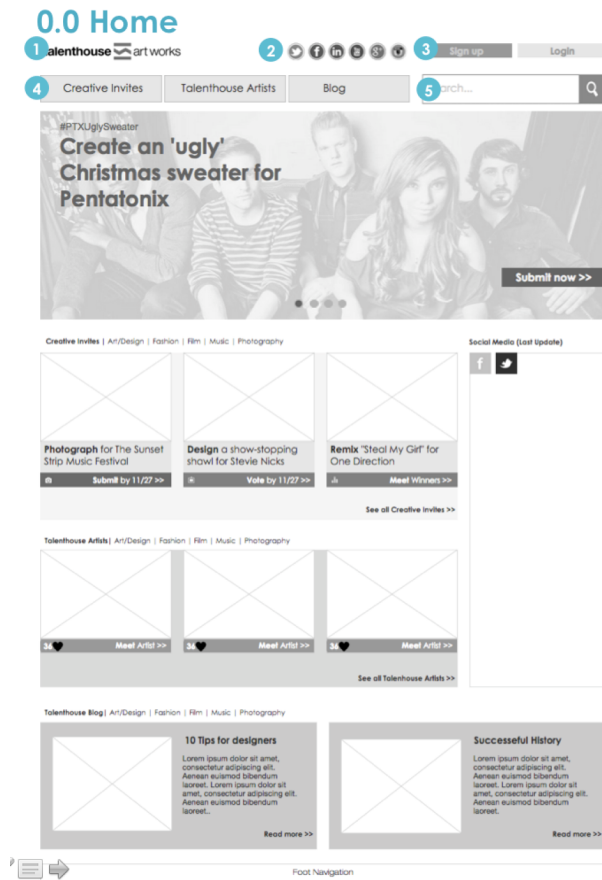 0.0 Home
1
alenthouse art works
2
3
Sign up
Login
4
Creative Invites
Talenthouse Artists
Blog
5
rch...
#PTXUglySweater
Create an 'ugly'
Christmas sweater for
Pentatonix
Submit now >>
Creative Invites | Art/Design | Fashion | Film | Music | Photography
Social Media (Last Update)
Photograph for The Sunset
Strip Music Festival
Submit by 11/27 >>
Design a show-stopping
shawl for Stevie Nicks
Vote by 11/27 >>
Remix "Steal My Girl" for
One Direction
Meet Winners >>
See all Creative Invites >>
Talenthouse Artists| Art/Design | Fashion | Film | Music | Photography
36
Meet Artist >>
36
Meet Artist >>
36
Meet Artist >>
See all Talenhouse Artists >>
Talenthouse Blog| Art/Design | Fashion | Film | Music | Photography
10 Tips for designers
Lorem ipsum dolor sit amet,
consectetur adipiscing elit.
Aenean euismod bibendum
laoreet. Lorem ipsum dolor sit
amet, consectetur adipiscing elit.
Aenean euismod bibendum
laoreet..
Read more >>
Succeseful History
Lorem ipsum dolor sit amet,
consectetur adipiscing elit.
Aenean euismod bibendum
laoreet. Lorem ipsum dolor sit
amet, consectetur adipiscing elit.
Aenean euismod bibendum
laoreet.
Read more >>
Foot Navigation